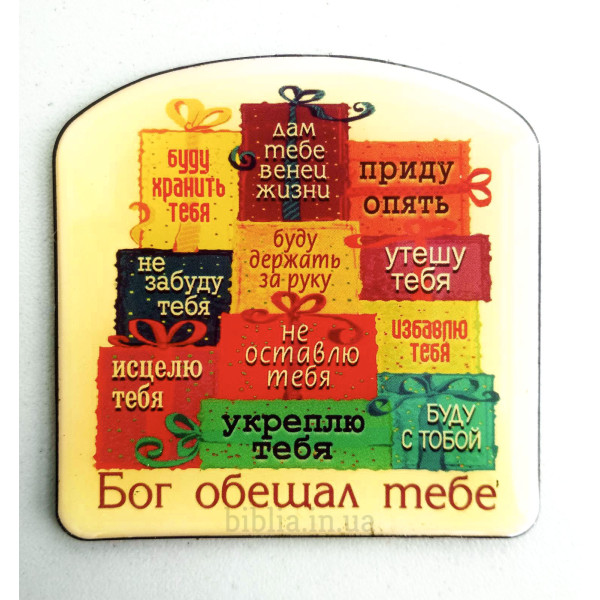 буду
хранить
тебя
дам
тебе
венец
жизни
приду
опять
не
забуду
тебя
буду
держать
за руку
утешу
тебя
исцелю
тебя
не
оставлю
тебя
избавлю
тебя
укреплю
тебя
БУДУ
С ТОБОЙ
Бог обещал тебе
biblia.in.ua